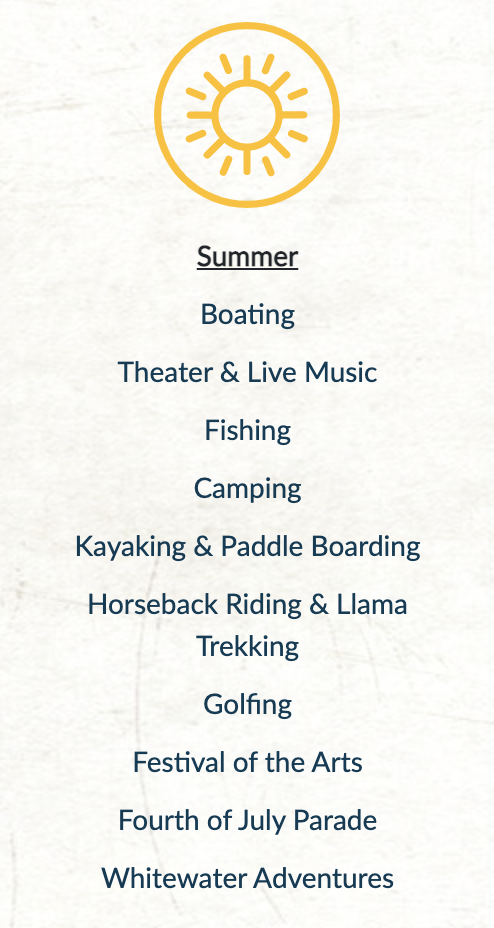 Summer
Boating
Theater & Live Music
Fishing
Camping
Kayaking & Paddle Boarding
Horseback Riding & Llama
Trekking
Golfing
Festival of the Arts
Fourth of July Parade
Whitewater Adventures